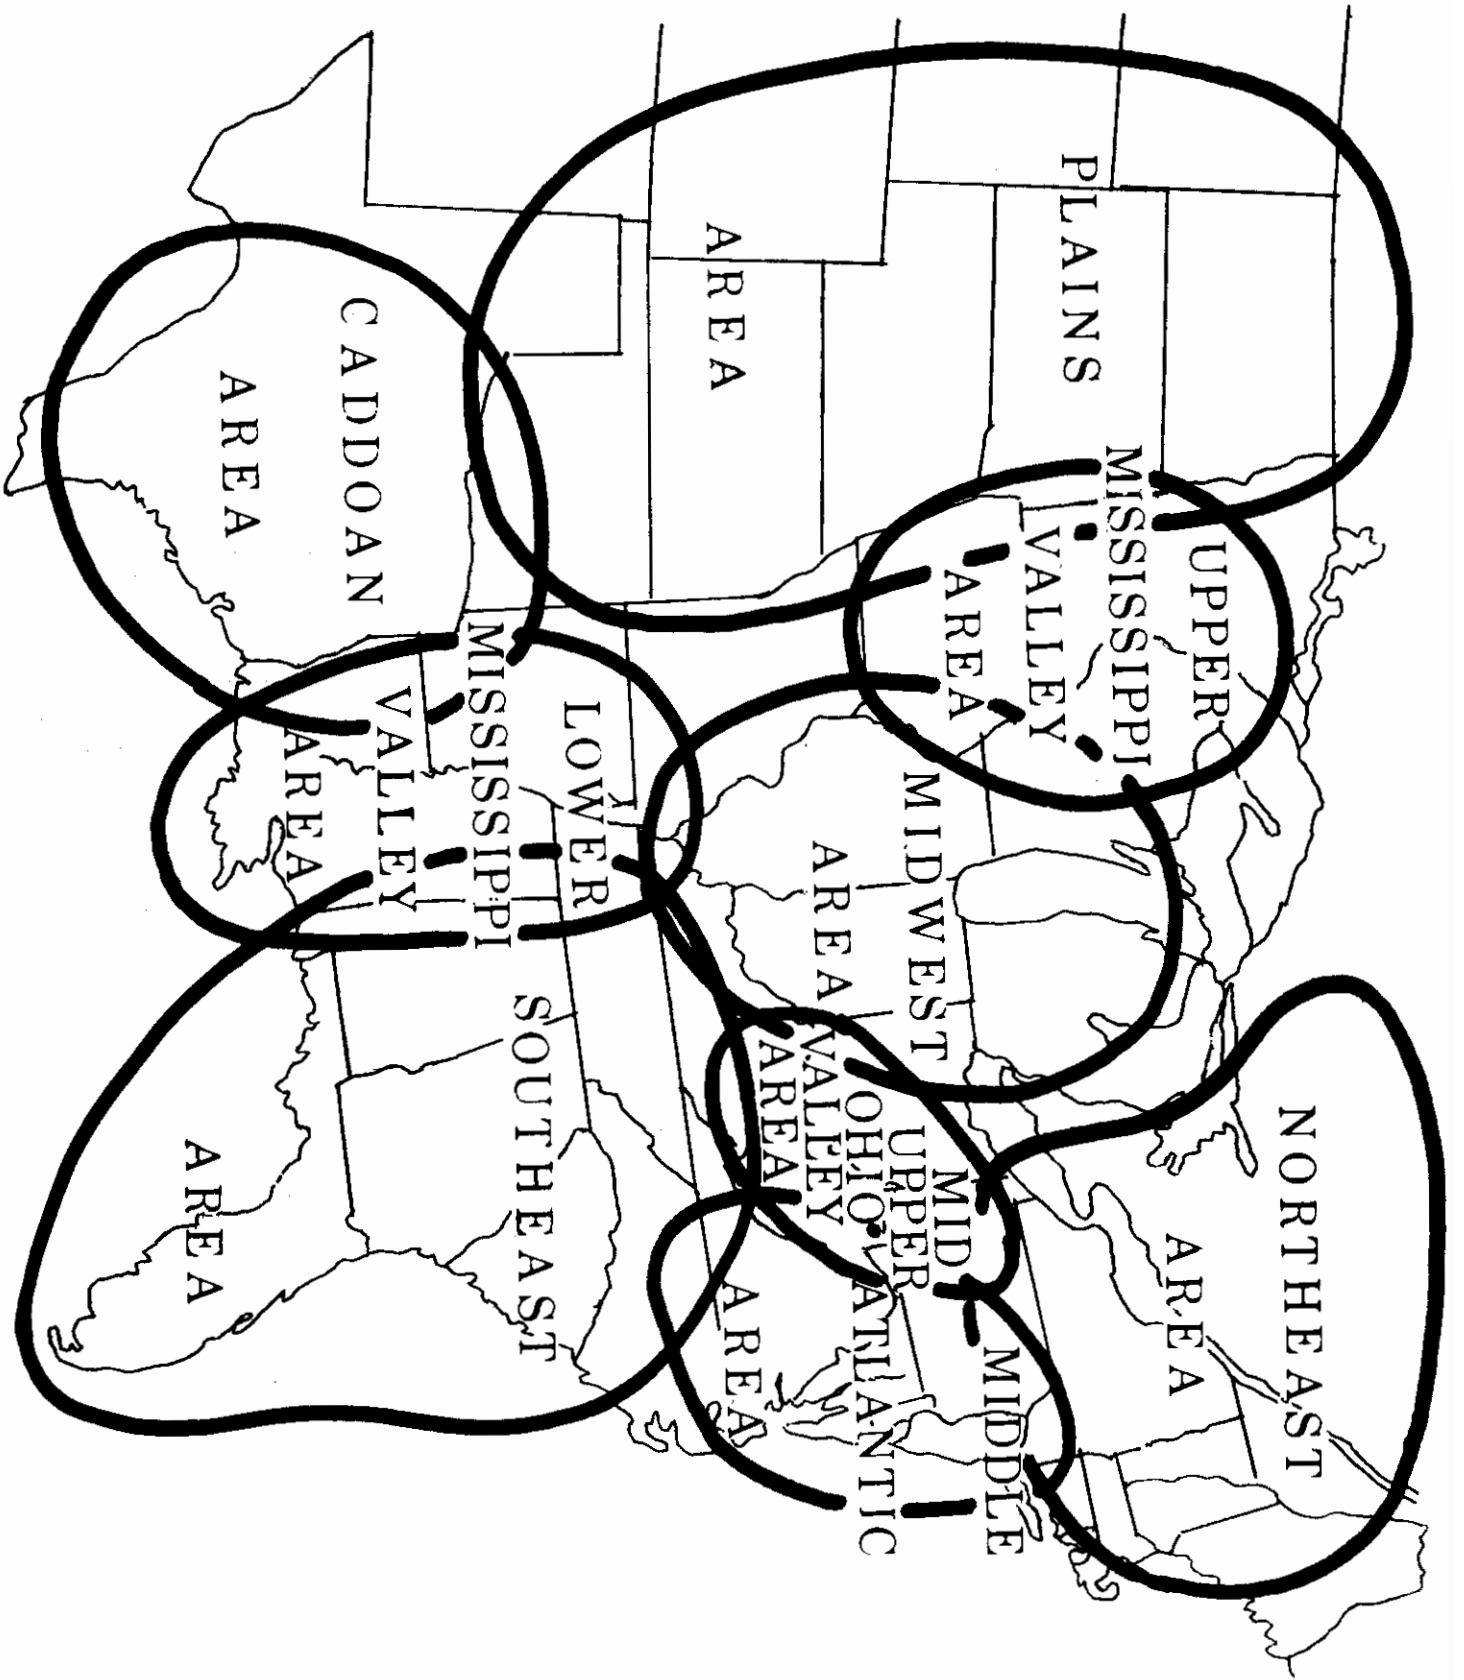 PLAINS
AREA
UPPER
MISSISSIPPI
VALLEY
AREA
NORTHEAST
AREA
MIDWEST
AREA
MID
UPPER
OHIO
VALLEY
AREA
MIDDLE
ATLANTIC
AREA
CADDOAN
AREA
LOWER
MISSISSIPPI
VALLEY
AREA
SOUTHEAST
AREA